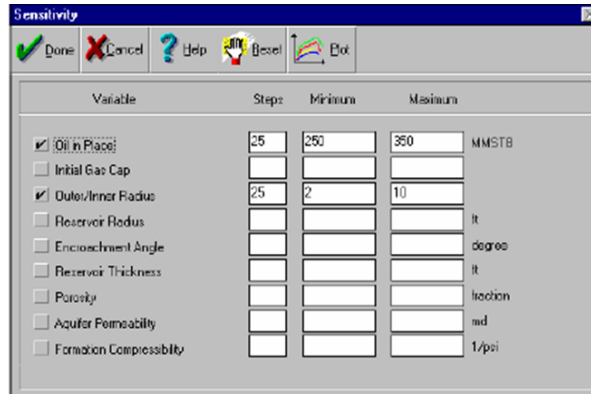 Sensitivity
Done Cancel Help Reset Plot
Variable Steps Minimum Maximum
Oil in Place 25 250 350 MMSTB
Initial Gas Cap
Outer/Inner Radius 25 2 10
Reservoir Radius ft
Encroachment Angle degree
Reservoir Thickness ft
Porosity fraction
Aquifer Permeability md
Formation Compressibility 1/psi